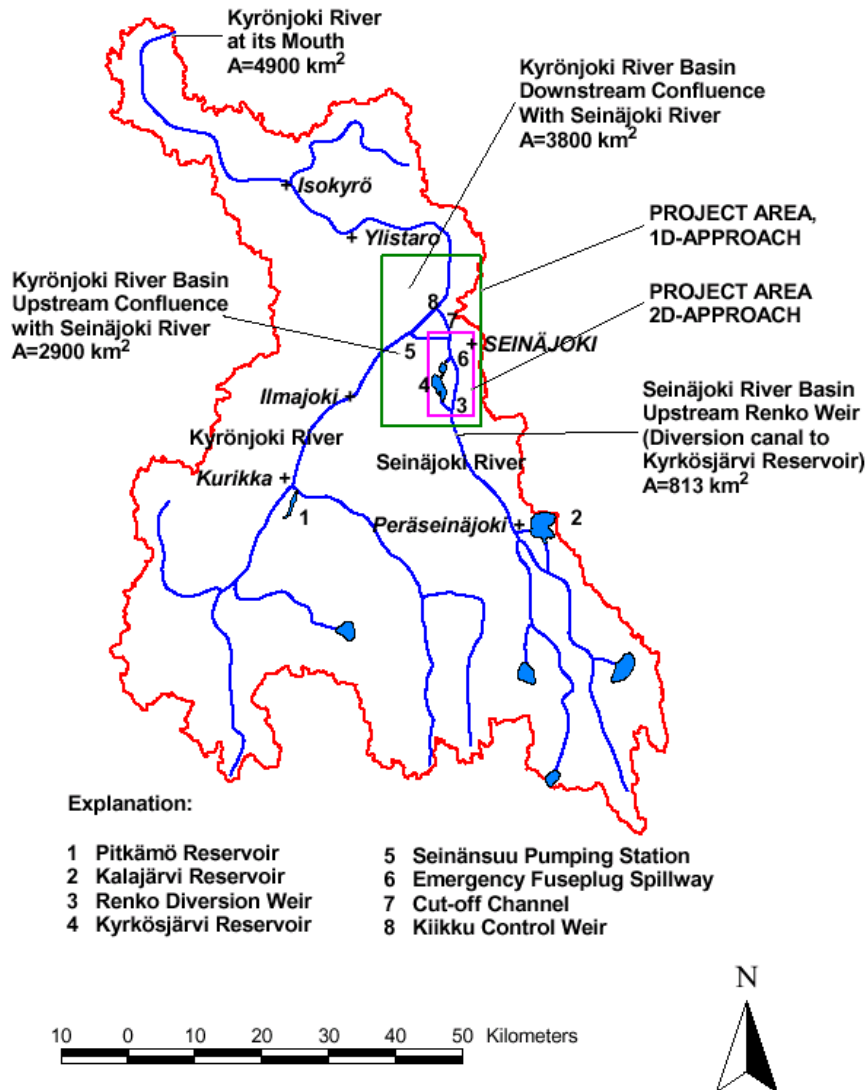 Kyrönjoki River
at its Mouth
A=4900 km²
Kyrönjoki River Basin
Downstream Confluence
With Seinäjoki River
A=3800 km²
+ Isokyrö
PROJECT AREA,
1D-APPROACH
+ Ylistaro
Kyrönjoki River Basin
Upstream Confluence
with Seinäjoki River
A=2900 km²
PROJECT AREA
2D-APPROACH
8
7
5
+ SEINÄJOKI
6
4
3
Ilmajoki +
Seinäjoki River Basin
Upstream Renko Weir
(Diversion canal to
Kyrkösjärvi Reservoir)
A=813 km²
Kyrönjoki River
Seinäjoki River
Kurikka +
1
Peräseinäjoki +
2
Explanation:
1 Pitkämö Reservoir
2 Kalajärvi Reservoir
3 Renko Diversion Weir
4 Kyrkösjärvi Reservoir
5 Seinänsuu Pumping Station
6 Emergency Fuseplug Spillway
7 Cut-off Channel
8 Kiikku Control Weir
N
10 0 10 20 30 40 50 Kilometers